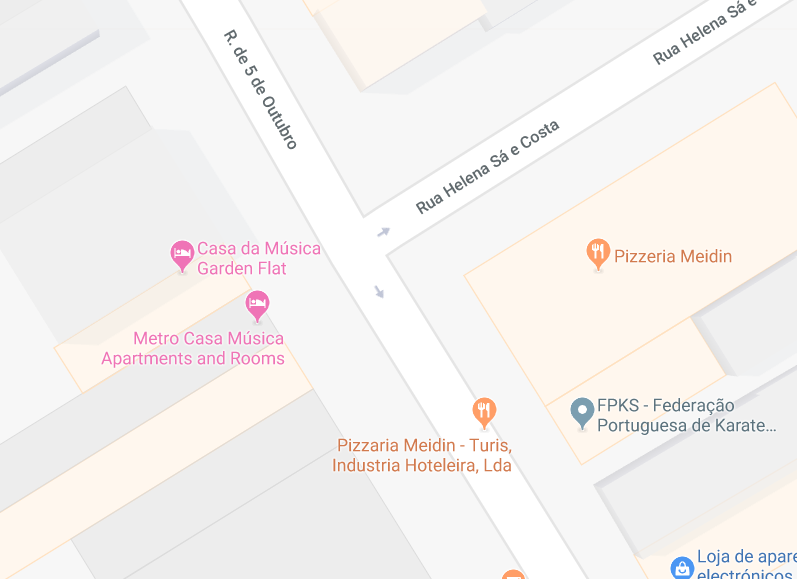 Rua Helena Sá e
R. de 5 de Outubro
Rua Helena Sá e Costa
Casa da Música
Garden Flat
Pizzeria Meidin
Metro Casa Música
Apartments and Rooms
FPKS - Federação
Portuguesa de Karate...
Pizzaria Meidin - Turis,
Industria Hoteleira, Lda
Loja de apare
electrónicos